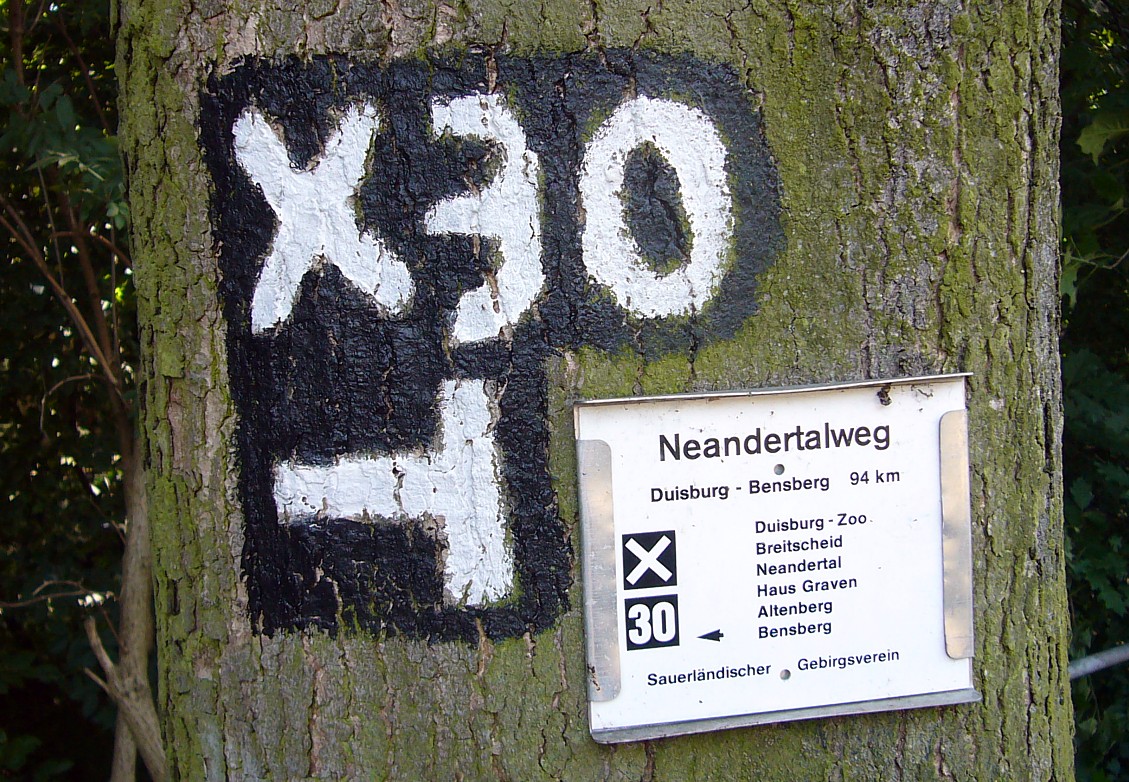 X30
Neandertalweg
Duisburg - Bensberg 94 km
Duisburg - Zoo
Breitscheid
Neandertal
Haus Graven
Altenberg
Bensberg
X
30
Sauerländischer Gebirgsverein